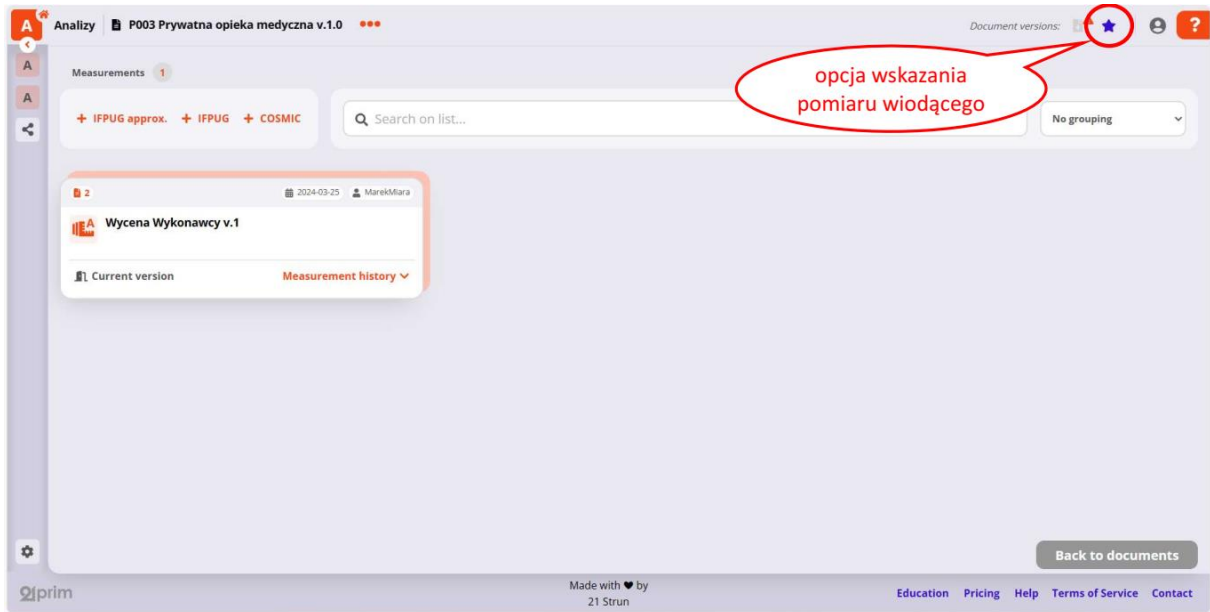 A Analizy P003 Prywatna opieka medyczna v.1.0 Document versions: ?
A
A
Measurements 1
opcja wskazania
pomiaru wiodącego
+ IFPUG approx. + IFPUG + COSMIC Search on list... No grouping
2 2024-03-25 MarekMiara
A Wycena Wykonawcy v.1
Current version Measurement history
Back to documents
21prim
Made with ♥ by
21 Strun
Education Pricing Help Terms of Service Contact